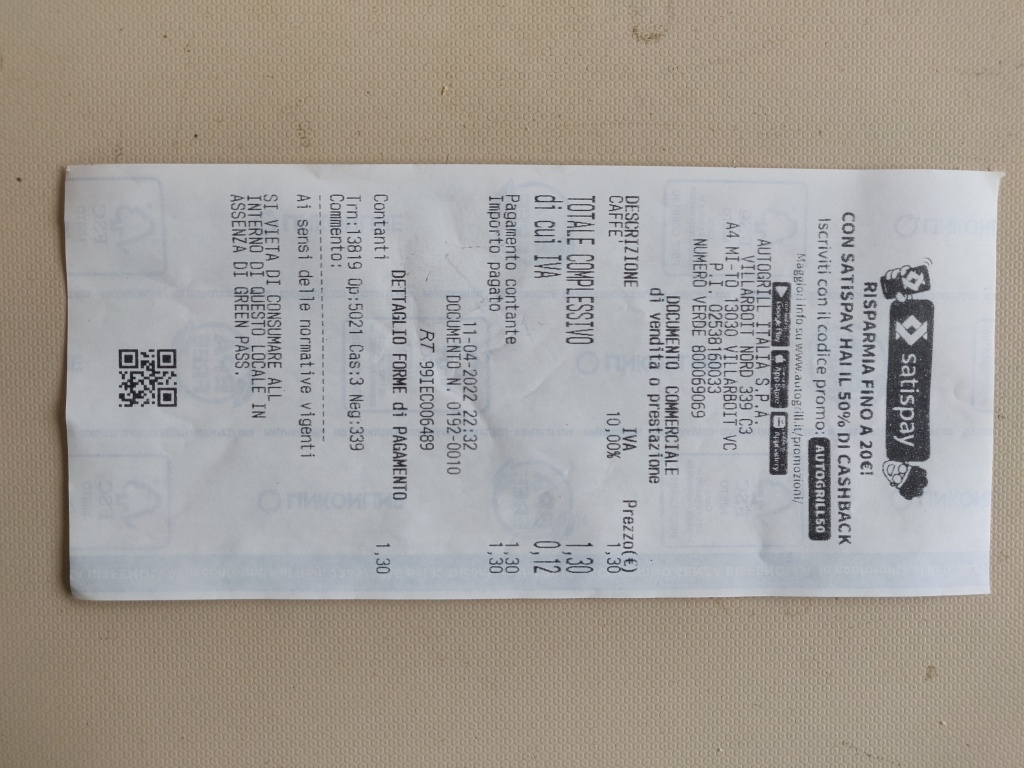 satispay
RISPARMIA FINO A 20€!
CON SATISPAY HAI IL 50% DI CASHBACK
Iscriviti con il codice promo: AUTOGRILL50
Maggiori info su www.autogrill.it/promozioni/
Google Play App Store AppGallery
AUTOGRILL ITALIA S.P.A.
VILLARBOIT NORD 339 C3
A4 MI-TO 13030 VILLARBOIT VC
P.I. 02538160033
NUMERO VERDE 800069069
DOCUMENTO COMMERCIALE
di vendita o prestazione
DESCRIZIONE IVA Prezzo(€)
CAFFE' 10,00% 1,30
TOTALE COMPLESSIVO 1,30
di cui IVA 0,12
Pagamento contante 1,30
Importo pagato 1,30
11-04-2022 22:32
DOCUMENTO N. 0192-0010
RT 99IEC006489
DETTAGLIO FORME di PAGAMENTO
Contanti 1,30
Trn:13819 Op:5021 Cas:3 Neg:339
Commento:
--------------------------------
Ai sensi delle normative vigenti
SI VIETA DI CONSUMARE ALL
INTERNO DI QUESTO LOCALE IN
ASSENZA DI GREEN PASS.